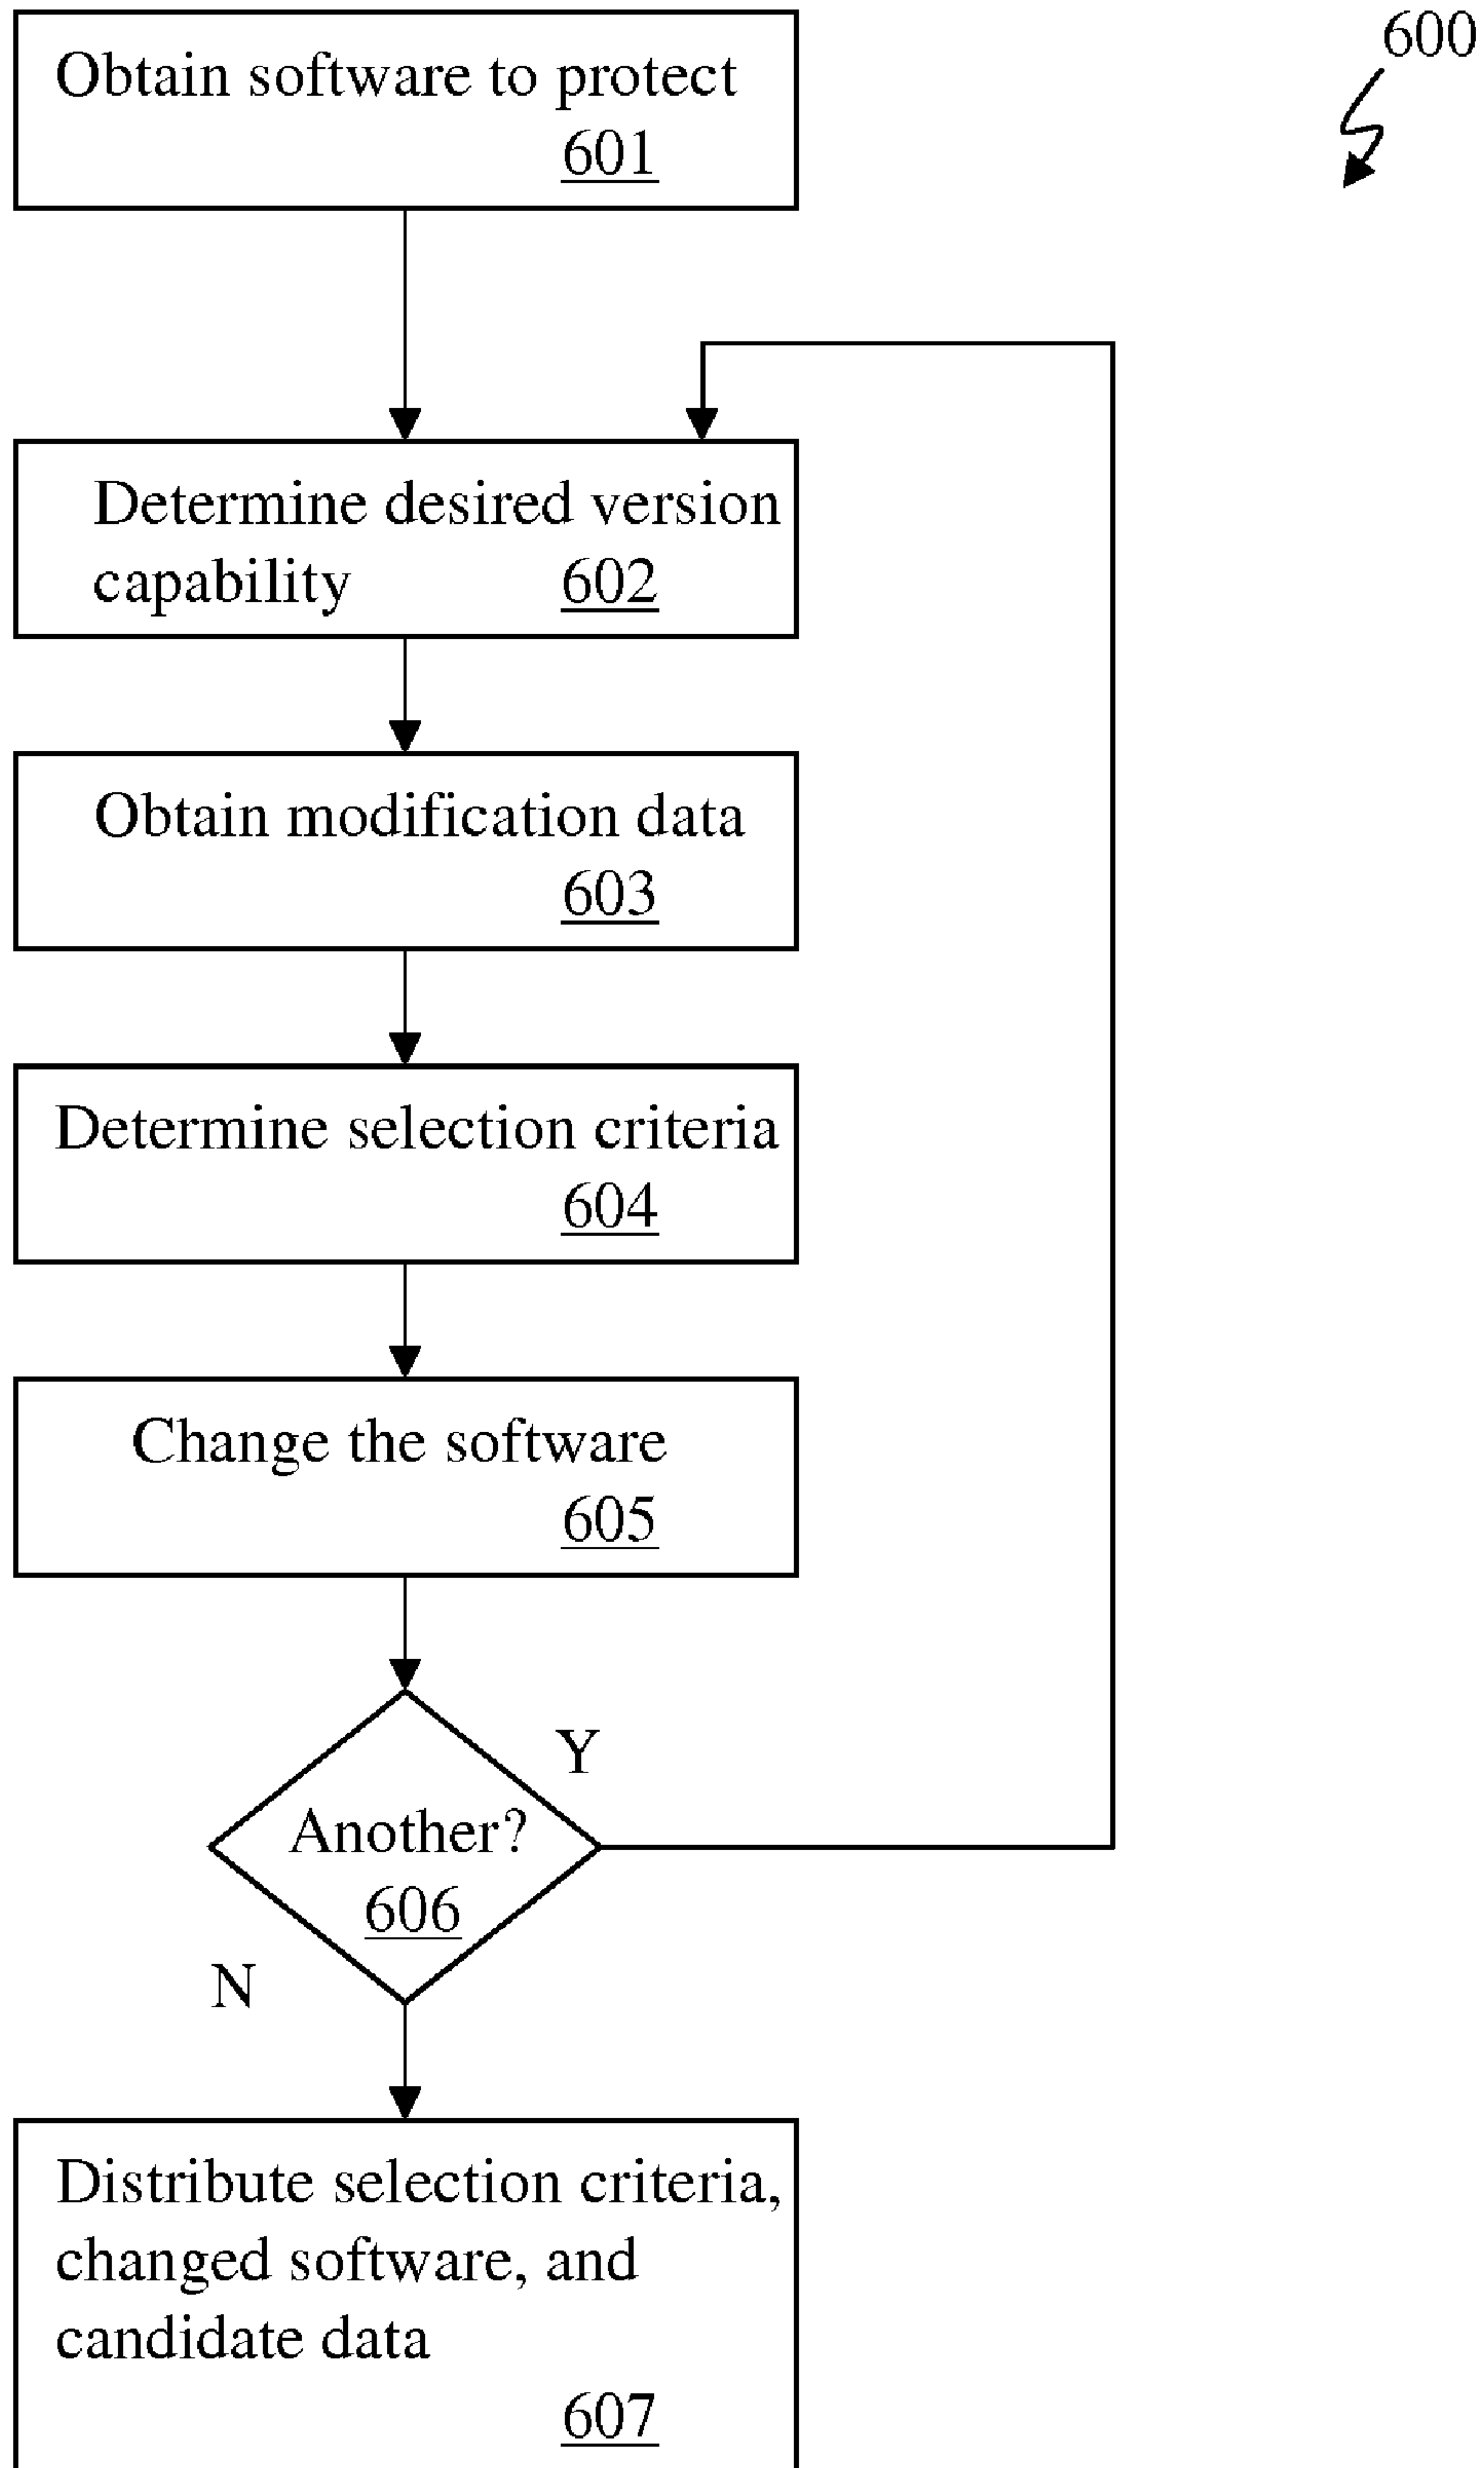 600
Obtain software to protect
601
Determine desired version
capability 602
Obtain modification data
603
Determine selection criteria
604
Change the software
605
Y
Another?
606
N
Distribute selection criteria,
changed software, and
candidate data
607